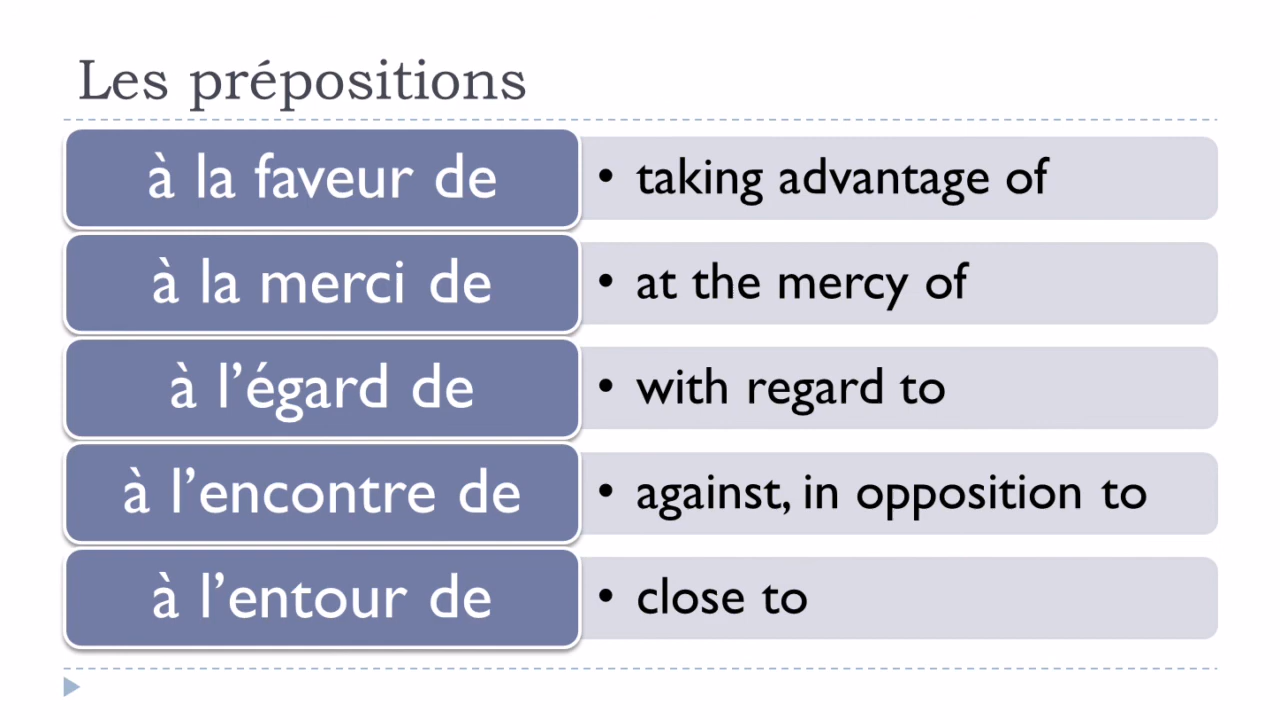 Les prépositions
à la faveur de
• taking advantage of
à la merci de
• at the mercy of
à l’égard de
• with regard to
à l’encontre de
• against, in opposition to
à l’entour de
• close to